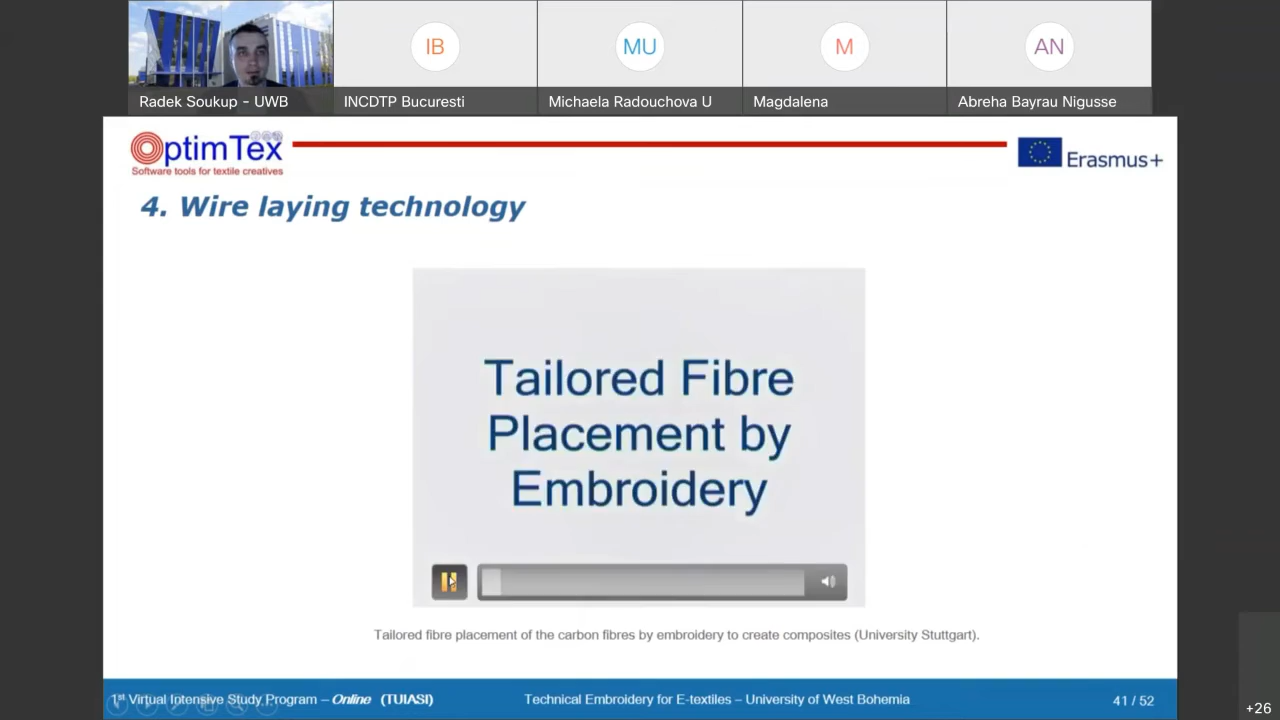 IB
MU
M
AN
Radek Soukup - UWB
INCDTP Bucuresti
Michaela Radouchova U
Magdalena
Abreha Bayrau Nigusse
OptimTex
Software tools for textile creatives
Erasmus+
4. Wire laying technology
Tailored Fibre
Placement by
Embroidery
Tailored fibre placement of the carbon fibres by embroidery to create composites (University Stuttgart).
1st Virtual Intensive Study Program – Online (TUIASI)
Technical Embroidery for E-textiles – University of West Bohemia
41 / 52
+26